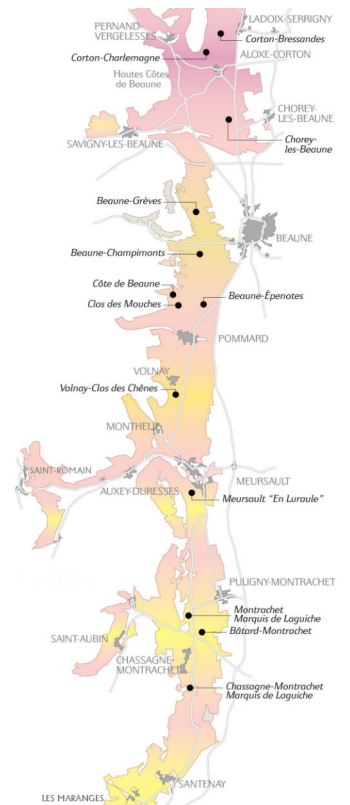 PERNAND-
VERGELESSES
LADOIX-SERRIGNY
Corton-Bressandes
Corton-Charlemagne
ALOXE-CORTON
Hautes Côtes
de Beaune
CHOREY-
LES-BEAUNE
SAVIGNY-LES-BEAUNE
Chorey-
les-Beaune
Beaune-Grèves
BEAUNE
Beaune-Champimonts
Côte de Beaune
Clos des Mouches
Beaune-Épenotes
POMMARD
VOLNAY
Volnay-Clos des Chênes
MONTHELIE
SAINT-ROMAIN
MEURSAULT
AUXEY-DURESSES
Meursault "En Luraule"
PULIGNY-MONTRACHET
Montrachet
Marquis de Laguiche
Bâtard-Montrachet
SAINT-AUBIN
CHASSAGNE-
MONTRACHET
Chassagne-Montrachet
Marquis de Laguiche
SANTENAY
LES MARANGES